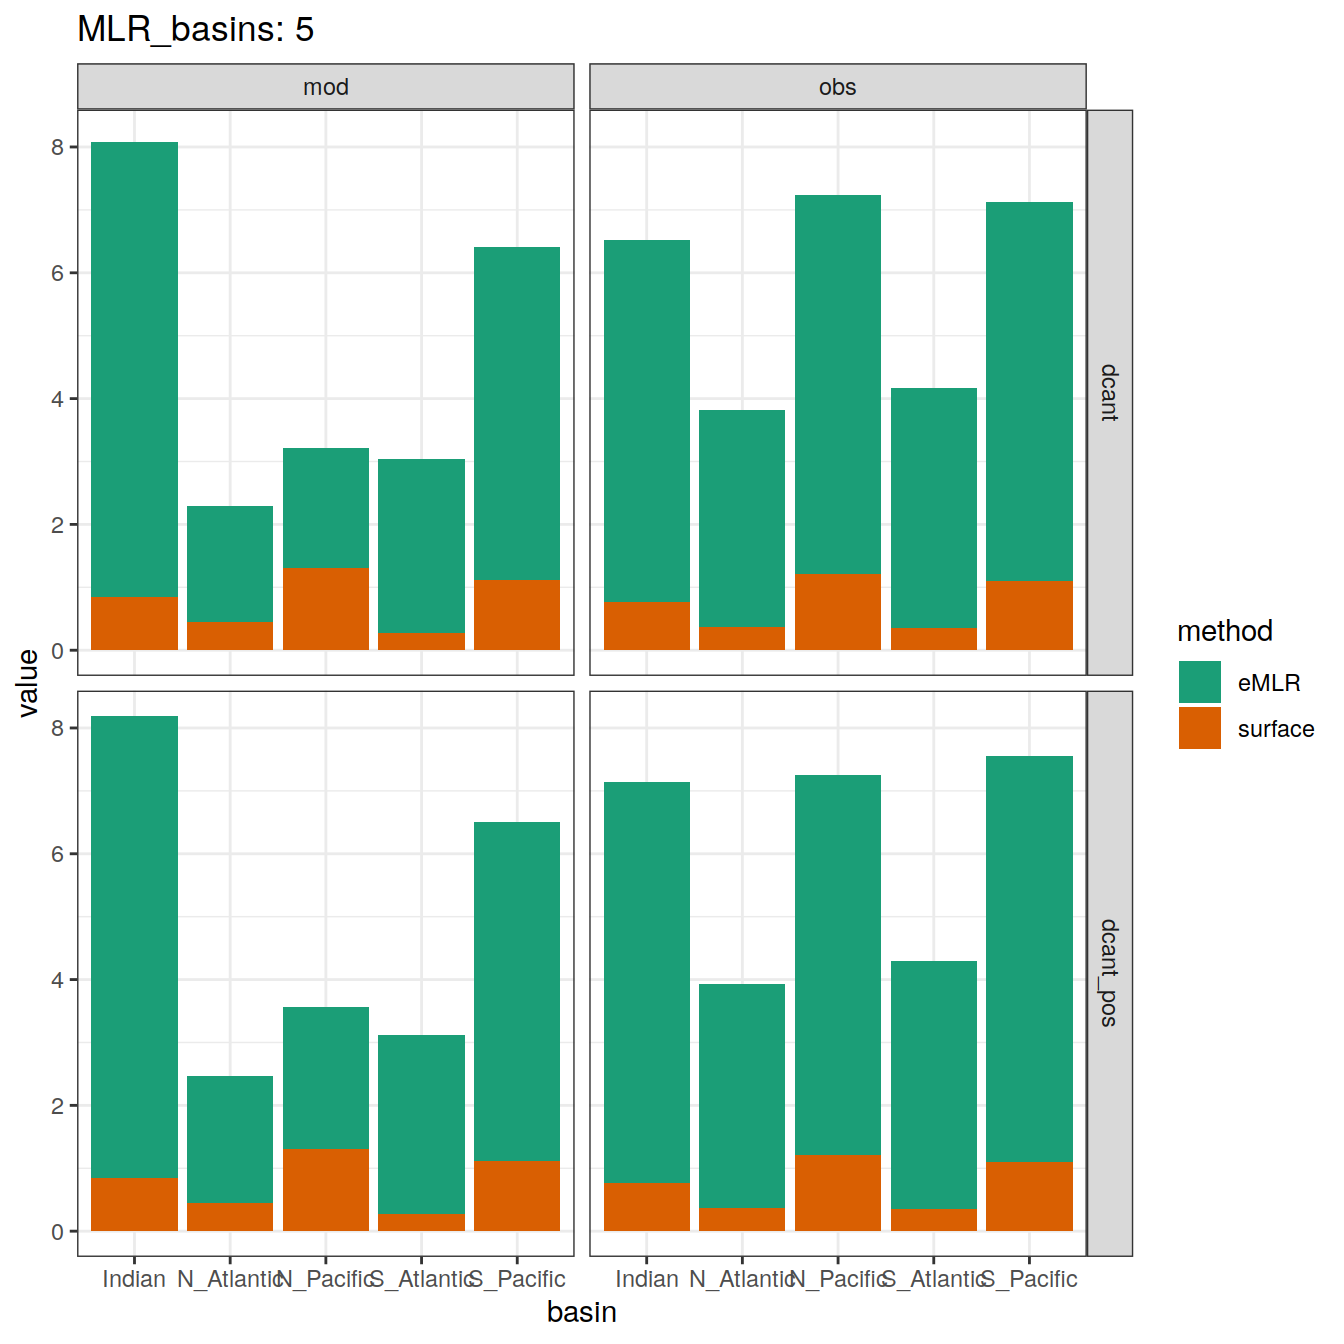 MLR_basins: 5
mod
obs
8
6
4
2
0
dcant
8
6
4
2
0
dcant_pos
value
Indian N_Atlantic N_Pacific S_Atlantic S_Pacific
Indian N_Atlantic N_Pacific S_Atlantic S_Pacific
basin
method
eMLR
surface